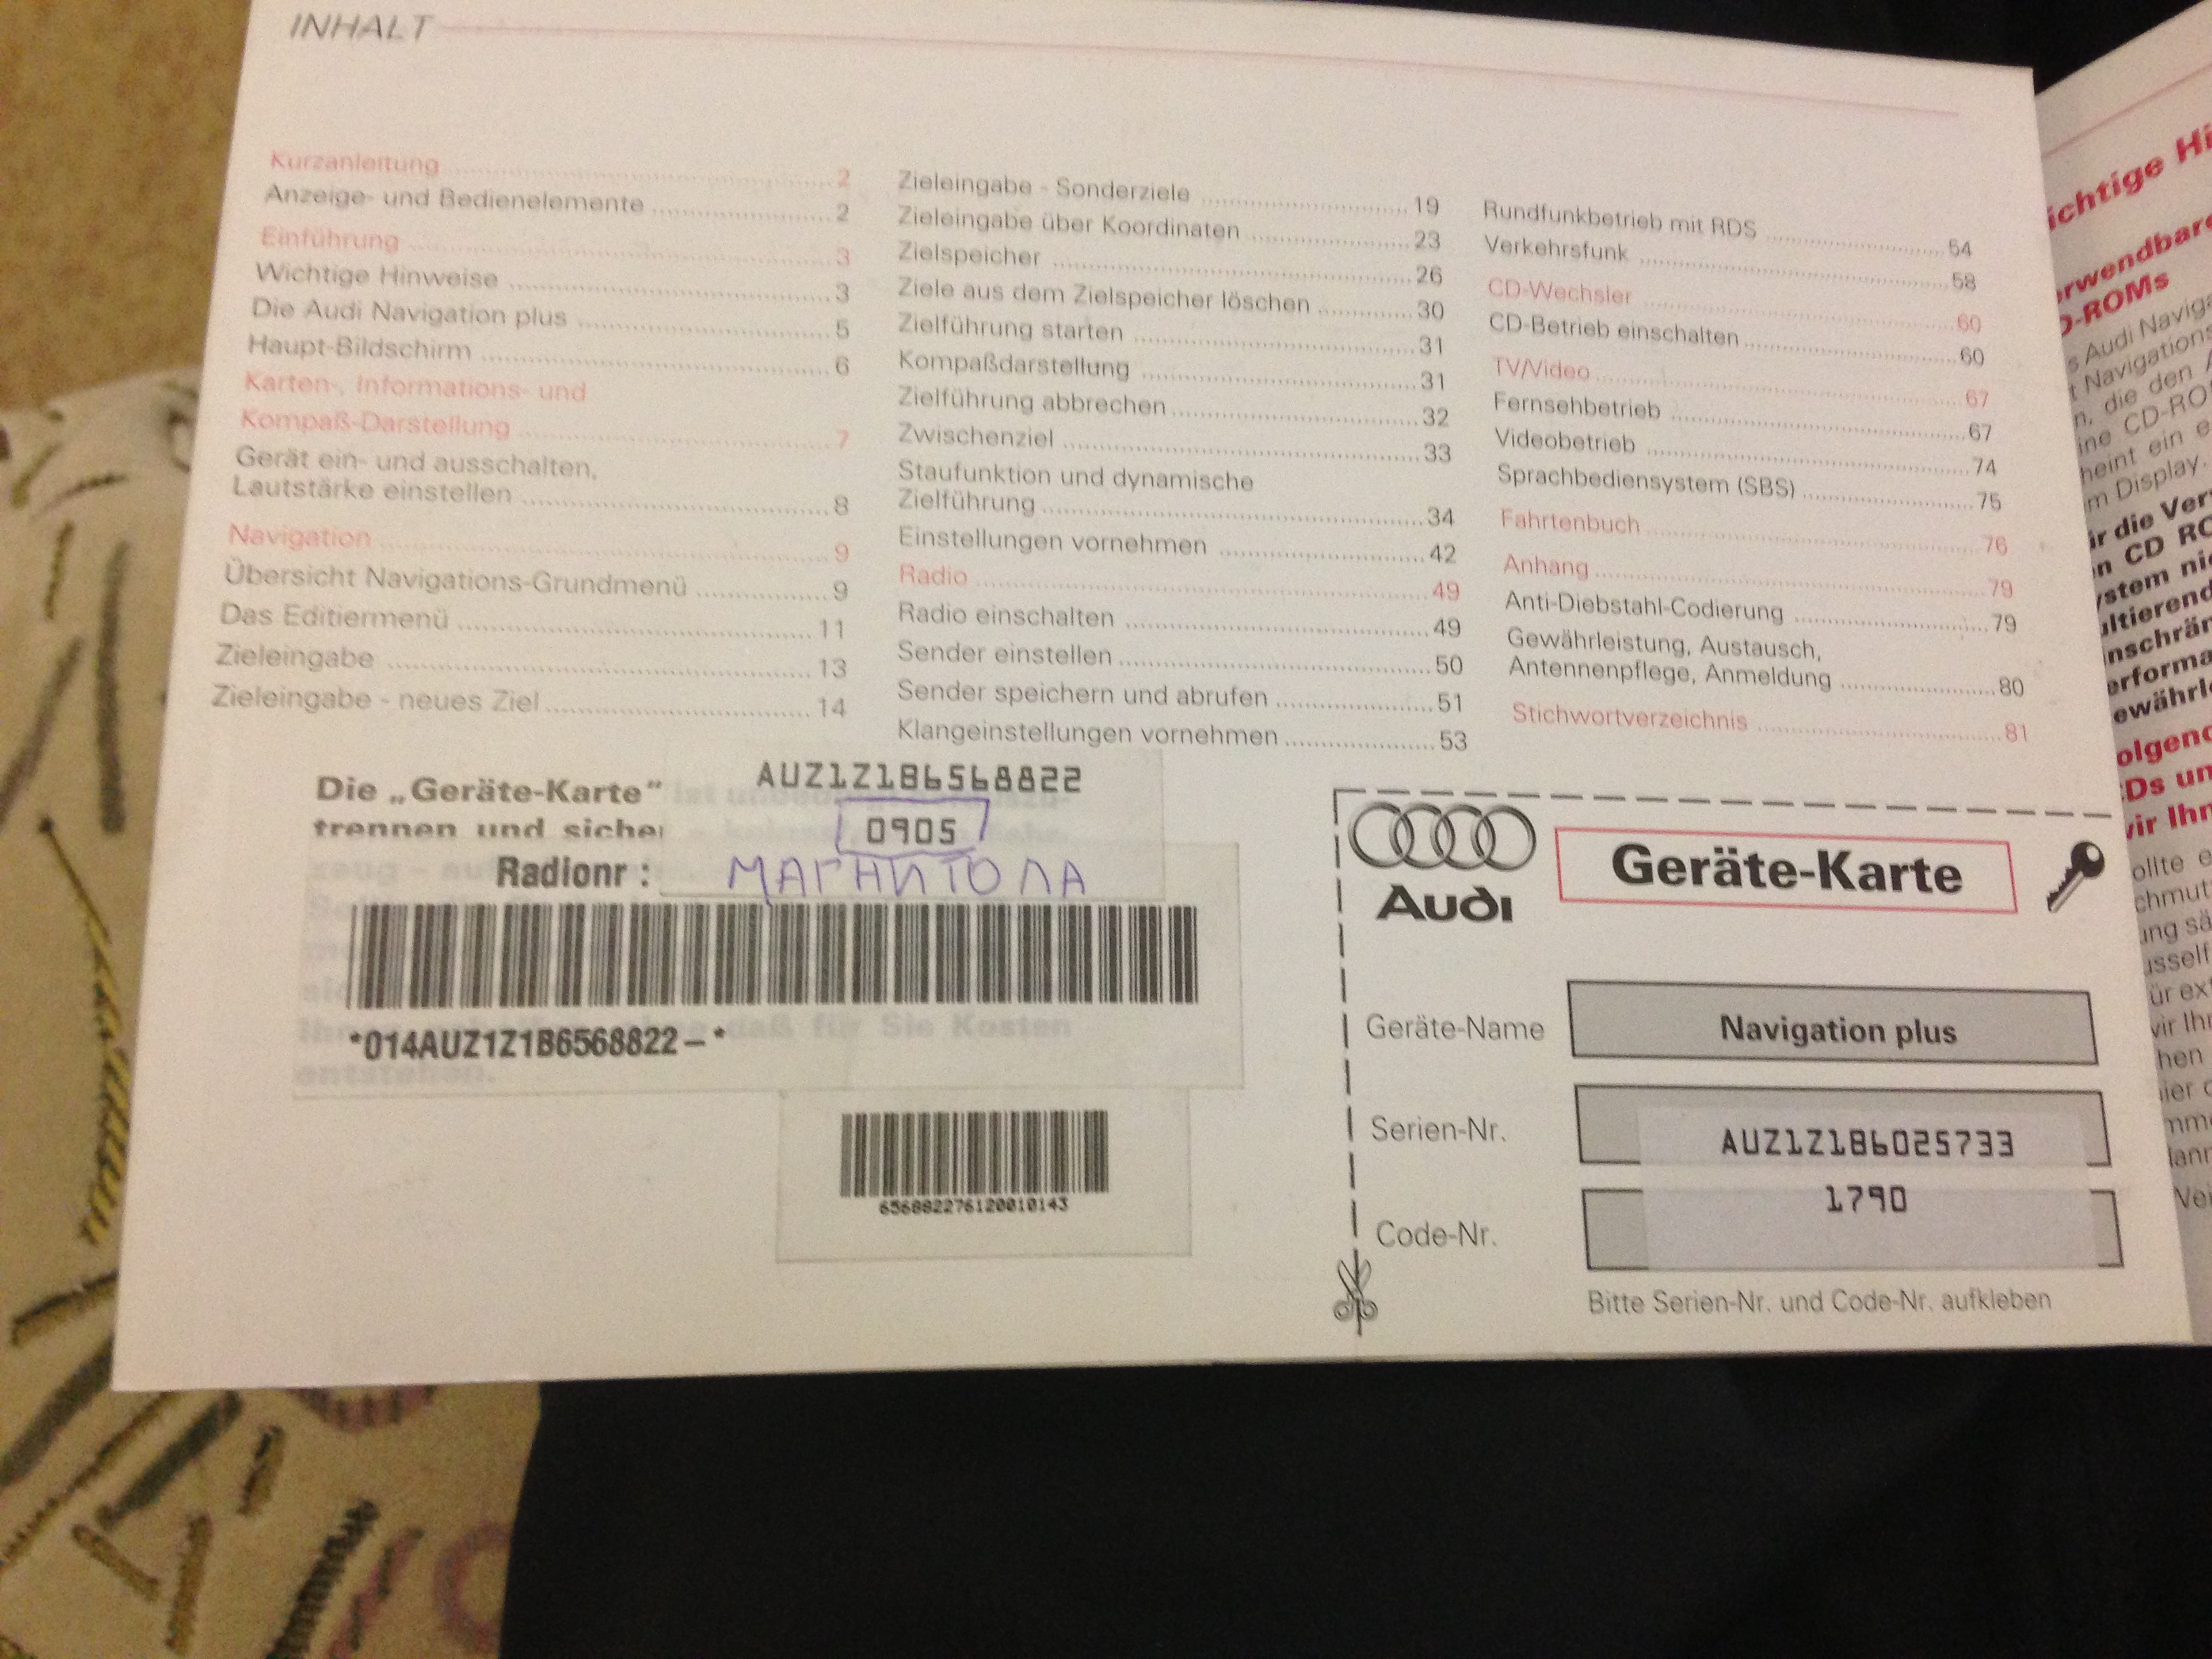 INHALT
Kurzanleitung 2
Anzeige- und Bedienelemente 2
Einführung 3
Wichtige Hinweise 3
Die Audi Navigation plus 5
Haupt-Bildschirm 6
Karten-, Informations- und
Kompaß-Darstellung 7
Gerät ein- und ausschalten,
Lautstärke einstellen 8
Navigation 9
Übersicht Navigations-Grundmenü 9
Das Editiermenü 11
Zieleingabe 13
Zieleingabe - neues Ziel 14
Zieleingabe - Sonderziele 19
Zieleingabe über Koordinaten 23
Zielspeicher 26
Ziele aus dem Zielspeicher löschen 30
Zielführung starten 31
Kompaßdarstellung 31
Zielführung abbrechen 32
Zwischenziel 33
Staufunktion und dynamische
Zielführung 34
Einstellungen vornehmen 42
Radio 49
Radio einschalten 49
Sender einstellen 50
Sender speichern und abrufen 51
Klangeinstellungen vornehmen 53
Rundfunkbetrieb mit RDS 54
Verkehrsfunk 58
CD-Wechsler 60
CD-Betrieb einschalten 60
TV/Video 67
Fernsehbetrieb 67
Videobetrieb 74
Sprachbediensystem (SBS) 75
Fahrtenbuch 76
Anhang 79
Anti-Diebstahl-Codierung 79
Gewährleistung, Austausch,
Antennenpflege, Anmeldung 80
Stichwortverzeichnis 81
Die „Geräte-Karte"
trennen und
AUZ1Z1B6568822
0905
Radionr :
МАГНИТОЛА
*014AUZ1Z1B6568822–*
daß für Sie Kosten
entstehen.
656882276120010143
Audi
Geräte-Karte
Geräte-Name
Navigation plus
Serien-Nr.
AUZ1Z1B6025733
Code-Nr.
1790
Bitte Serien-Nr. und Code-Nr. aufkleben